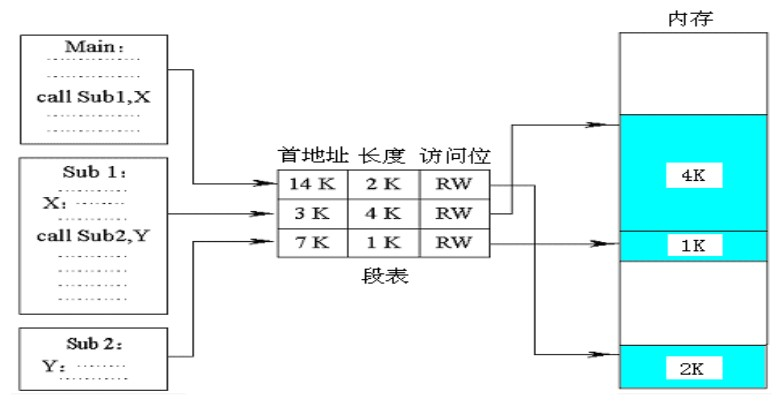 内存
Main：
call Sub1,X
Sub 1：
X：
call Sub2,Y
Sub 2：
Y：
首地址 长度 访问位
14 K 2 K RW
3 K 4 K RW
7 K 1 K RW
段表
4K
1K
2K